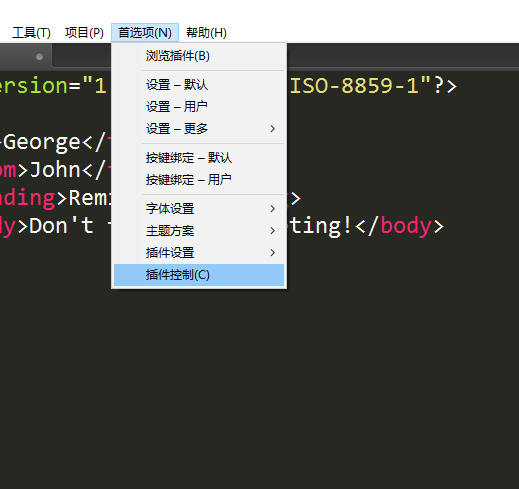 工具(T) 项目(P) 首选项(N) 帮助(H)
浏览插件(B)
设置 – 默认
设置 – 用户
设置 – 更多
按键绑定 – 默认
按键绑定 – 用户
字体设置
主题方案
插件设置
插件控制(C)
ersion="1 ISO-8859-1"?>
George</
>John</
ding>Remi >
y>Don't ting!</body>